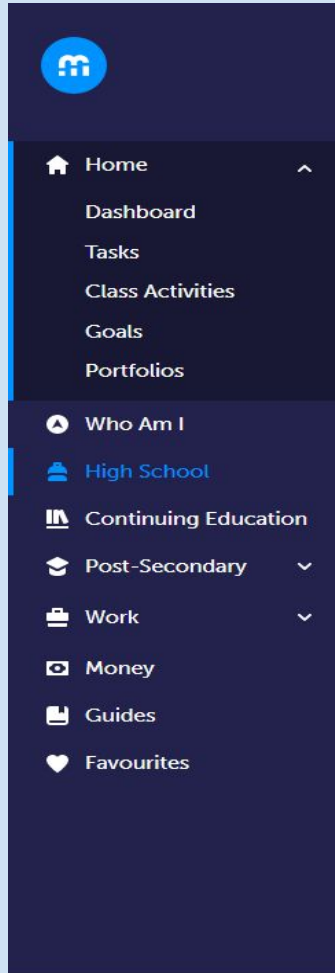 Home
Dashboard
Tasks
Class Activities
Goals
Portfolios
Who Am I
High School
Continuing Education
Post-Secondary
Work
Money
Guides
Favourites